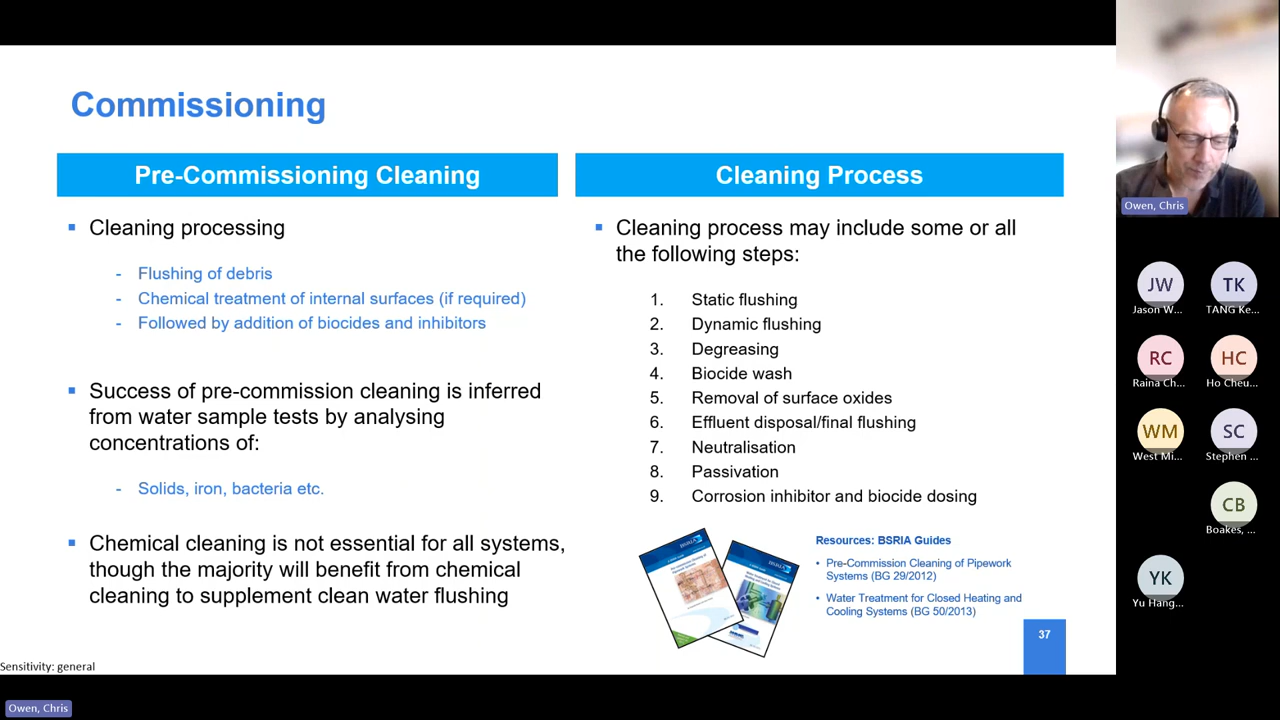 Commissioning
Pre-Commissioning Cleaning
▪ Cleaning processing
- Flushing of debris
- Chemical treatment of internal surfaces (if required)
- Followed by addition of biocides and inhibitors
▪ Success of pre-commission cleaning is inferred
from water sample tests by analysing
concentrations of:
- Solids, iron, bacteria etc.
▪ Chemical cleaning is not essential for all systems,
though the majority will benefit from chemical
cleaning to supplement clean water flushing
Cleaning Process
▪ Cleaning process may include some or all
the following steps:
1. Static flushing
2. Dynamic flushing
3. Degreasing
4. Biocide wash
5. Removal of surface oxides
6. Effluent disposal/final flushing
7. Neutralisation
8. Passivation
9. Corrosion inhibitor and biocide dosing
Resources: BSRIA Guides
• Pre-Commission Cleaning of Pipework
Systems (BG 29/2012)
• Water Treatment for Closed Heating and
Cooling Systems (BG 50/2013)
37
Sensitivity: general
Owen, Chris
Owen, Chris
JW
Jason W...
TK
TANG Ke...
RC
Raina Ch...
HC
Ho Cheu...
WM
West Mi...
SC
Stephen ...
CB
Boakes, ...
YK
Yu Hang...